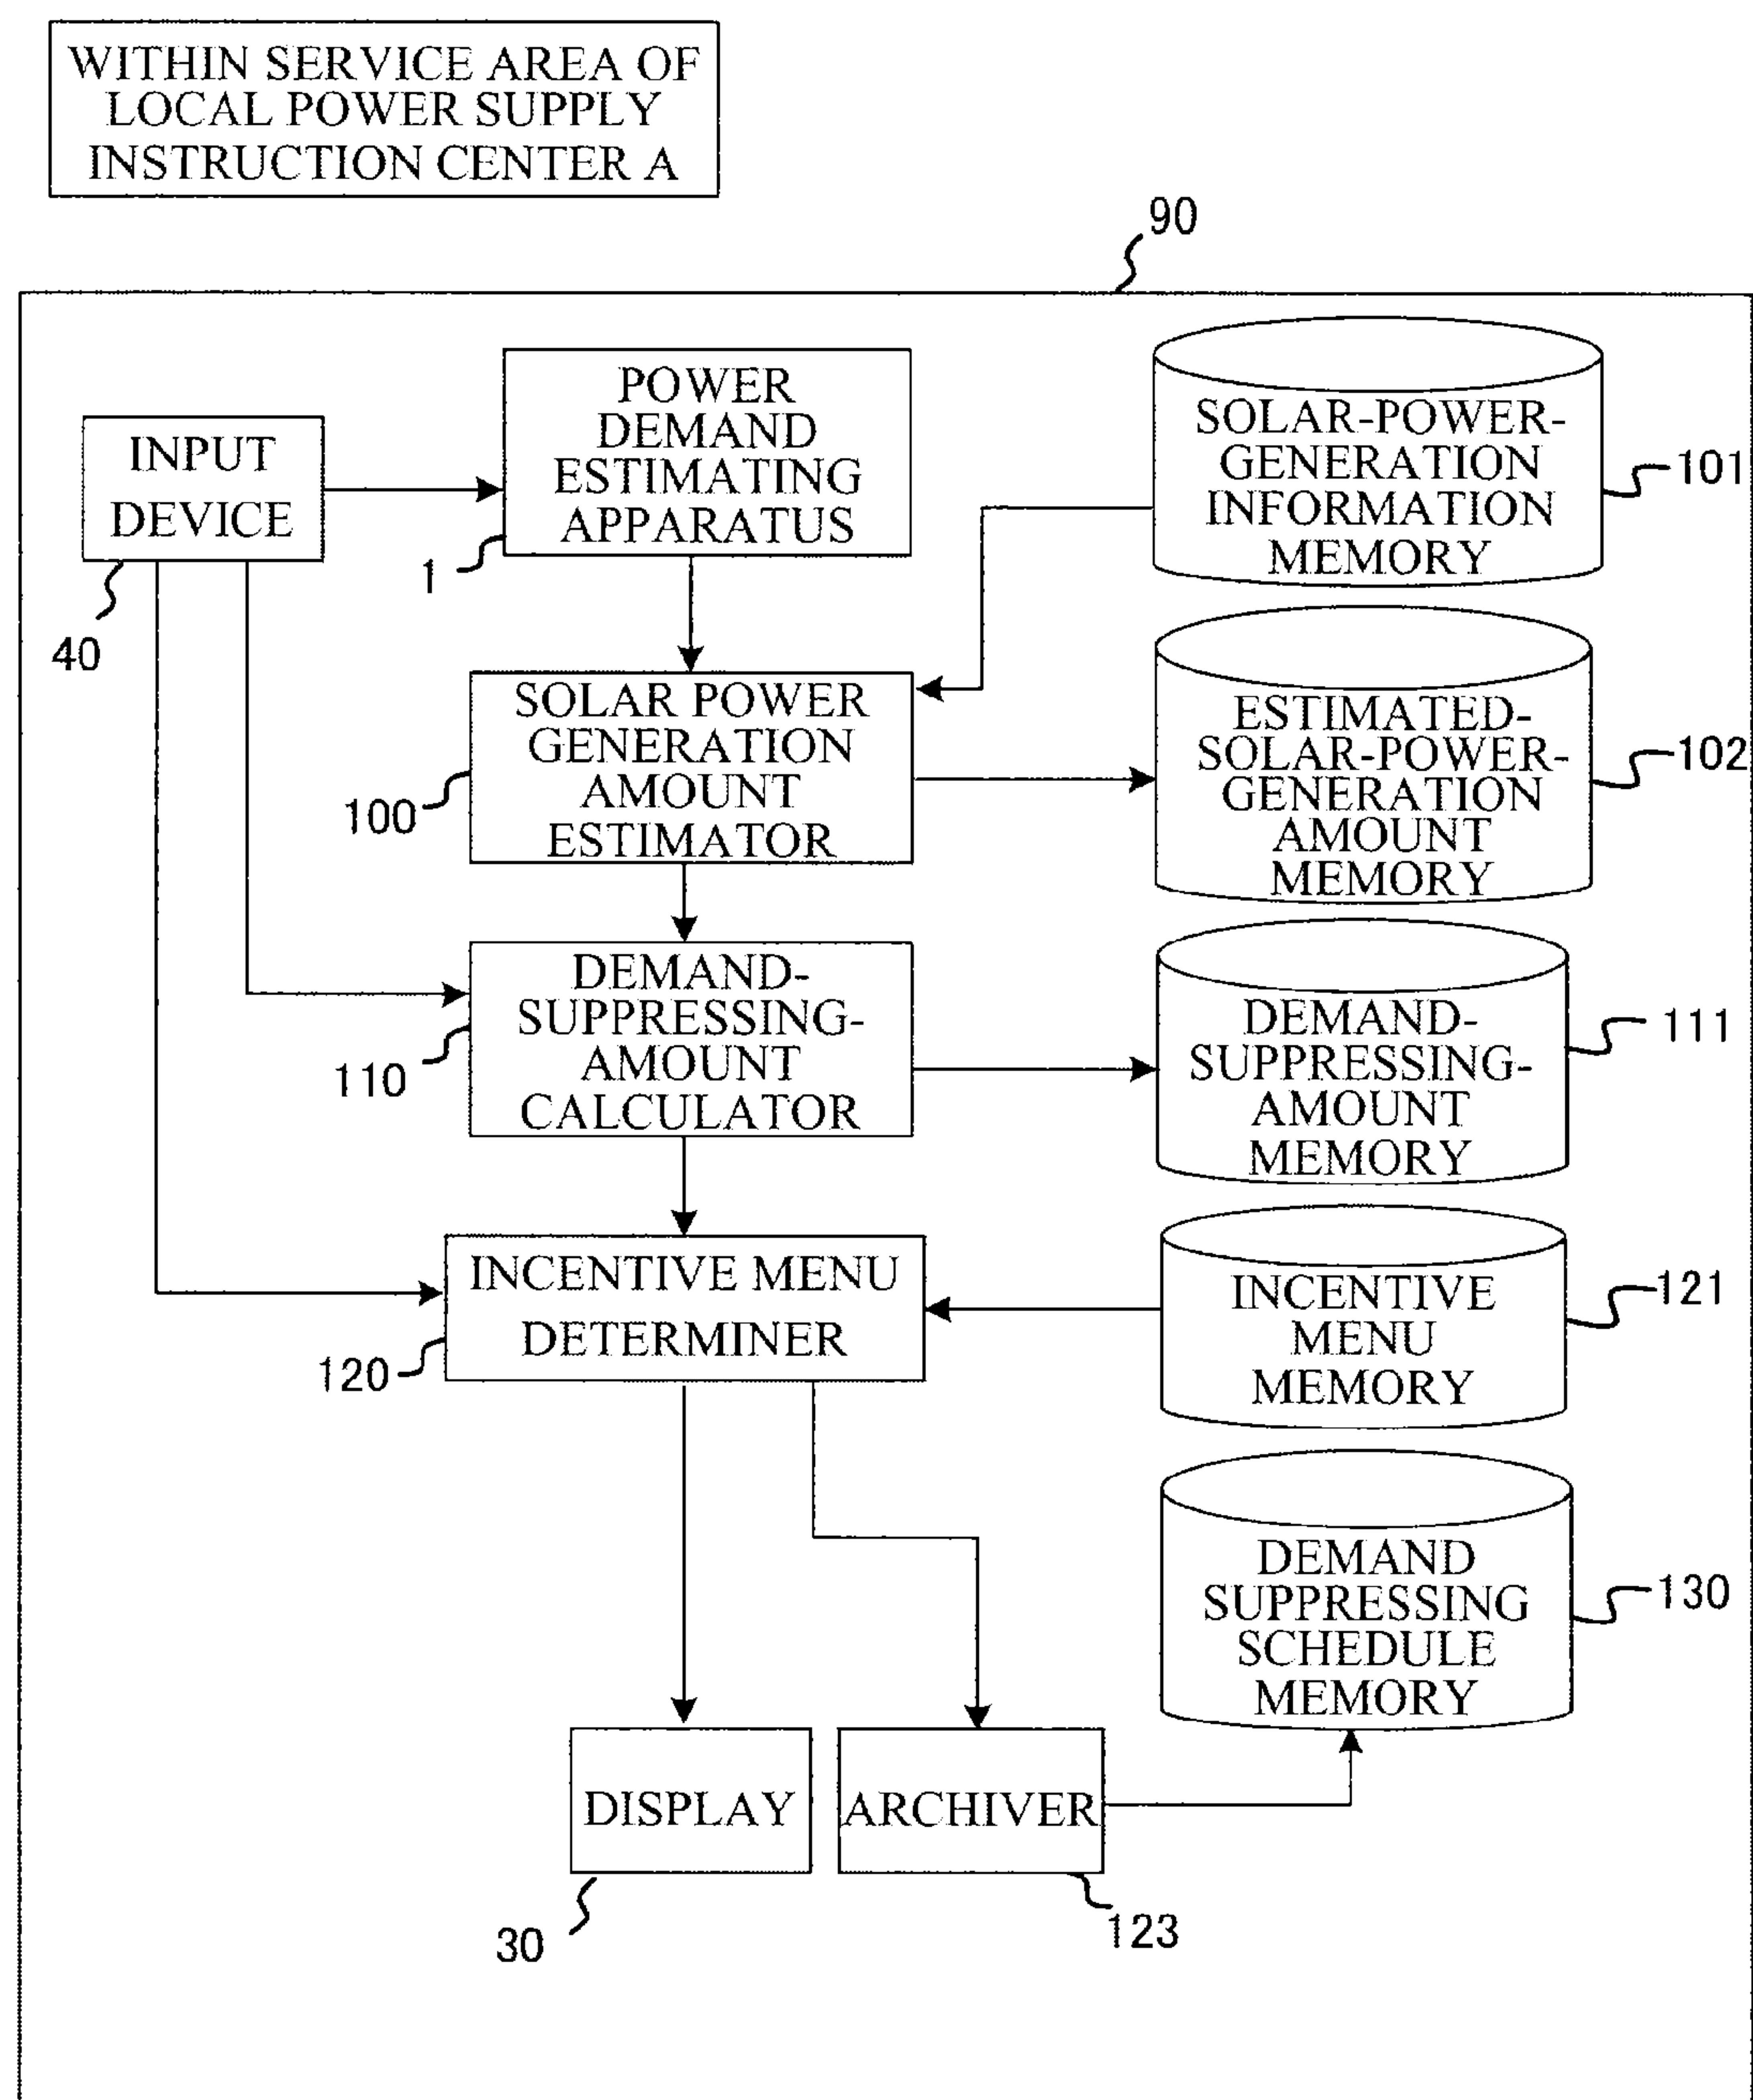 WITHIN SERVICE AREA OF
LOCAL POWER SUPPLY
INSTRUCTION CENTER A
90
INPUT
DEVICE
40
POWER
DEMAND
ESTIMATING
APPARATUS
1
SOLAR-POWER-
GENERATION
INFORMATION
MEMORY
101
SOLAR POWER
GENERATION
AMOUNT
ESTIMATOR
100
ESTIMATED-
SOLAR-POWER-
GENERATION
AMOUNT
MEMORY
102
DEMAND-
SUPPRESSING-
AMOUNT
CALCULATOR
110
DEMAND-
SUPPRESSING-
AMOUNT
MEMORY
111
INCENTIVE MENU
DETERMINER
120
INCENTIVE
MENU
MEMORY
121
DEMAND
SUPPRESSING
SCHEDULE
MEMORY
130
DISPLAY
30
ARCHIVER
123